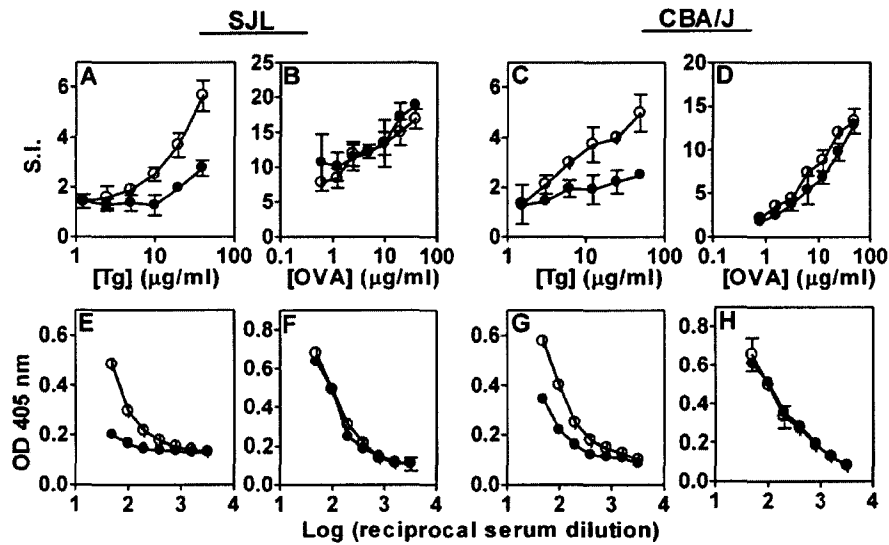 SJL
CBA/J
A
B
C
D
S.I.
6
4
2
0
25
20
15
10
5
0
6
4
2
0
20
15
10
5
0
1 10 100
0.1 1 10 100
1 10 100
0.1 1 10 100
[Tg] (µg/ml)
[OVA] (µg/ml)
[Tg] (µg/ml)
[OVA] (µg/ml)
E
F
G
H
OD 405 nm
0.6
0.4
0.2
0.0
0.8
0.6
0.4
0.2
0.0
0.6
0.4
0.2
0.0
0.8
0.6
0.4
0.2
0.0
1 2 3 4
1 2 3 4
1 2 3 4
1 2 3 4
Log (reciprocal serum dilution)